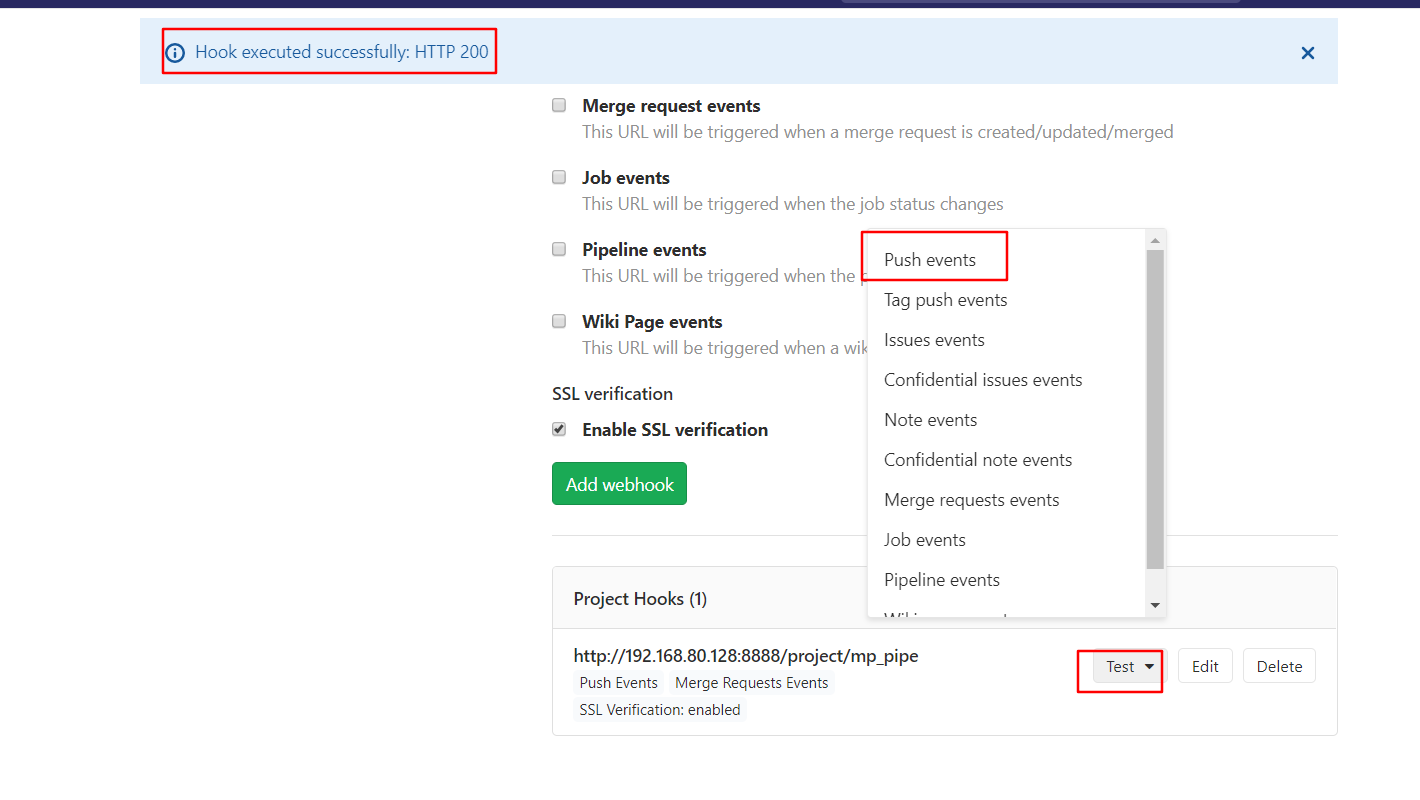 Hook executed successfully: HTTP 200
Merge request events
This URL will be triggered when a merge request is created/updated/merged
Job events
This URL will be triggered when the job status changes
Pipeline events
This URL will be triggered when the
Wiki Page events
This URL will be triggered when a wik
SSL verification
Enable SSL verification
Add webhook
Push events
Tag push events
Issues events
Confidential issues events
Note events
Confidential note events
Merge requests events
Job events
Pipeline events
Project Hooks (1)
http://192.168.80.128:8888/project/mp_pipe
Push Events Merge Requests Events
SSL Verification: enabled
Test Edit Delete